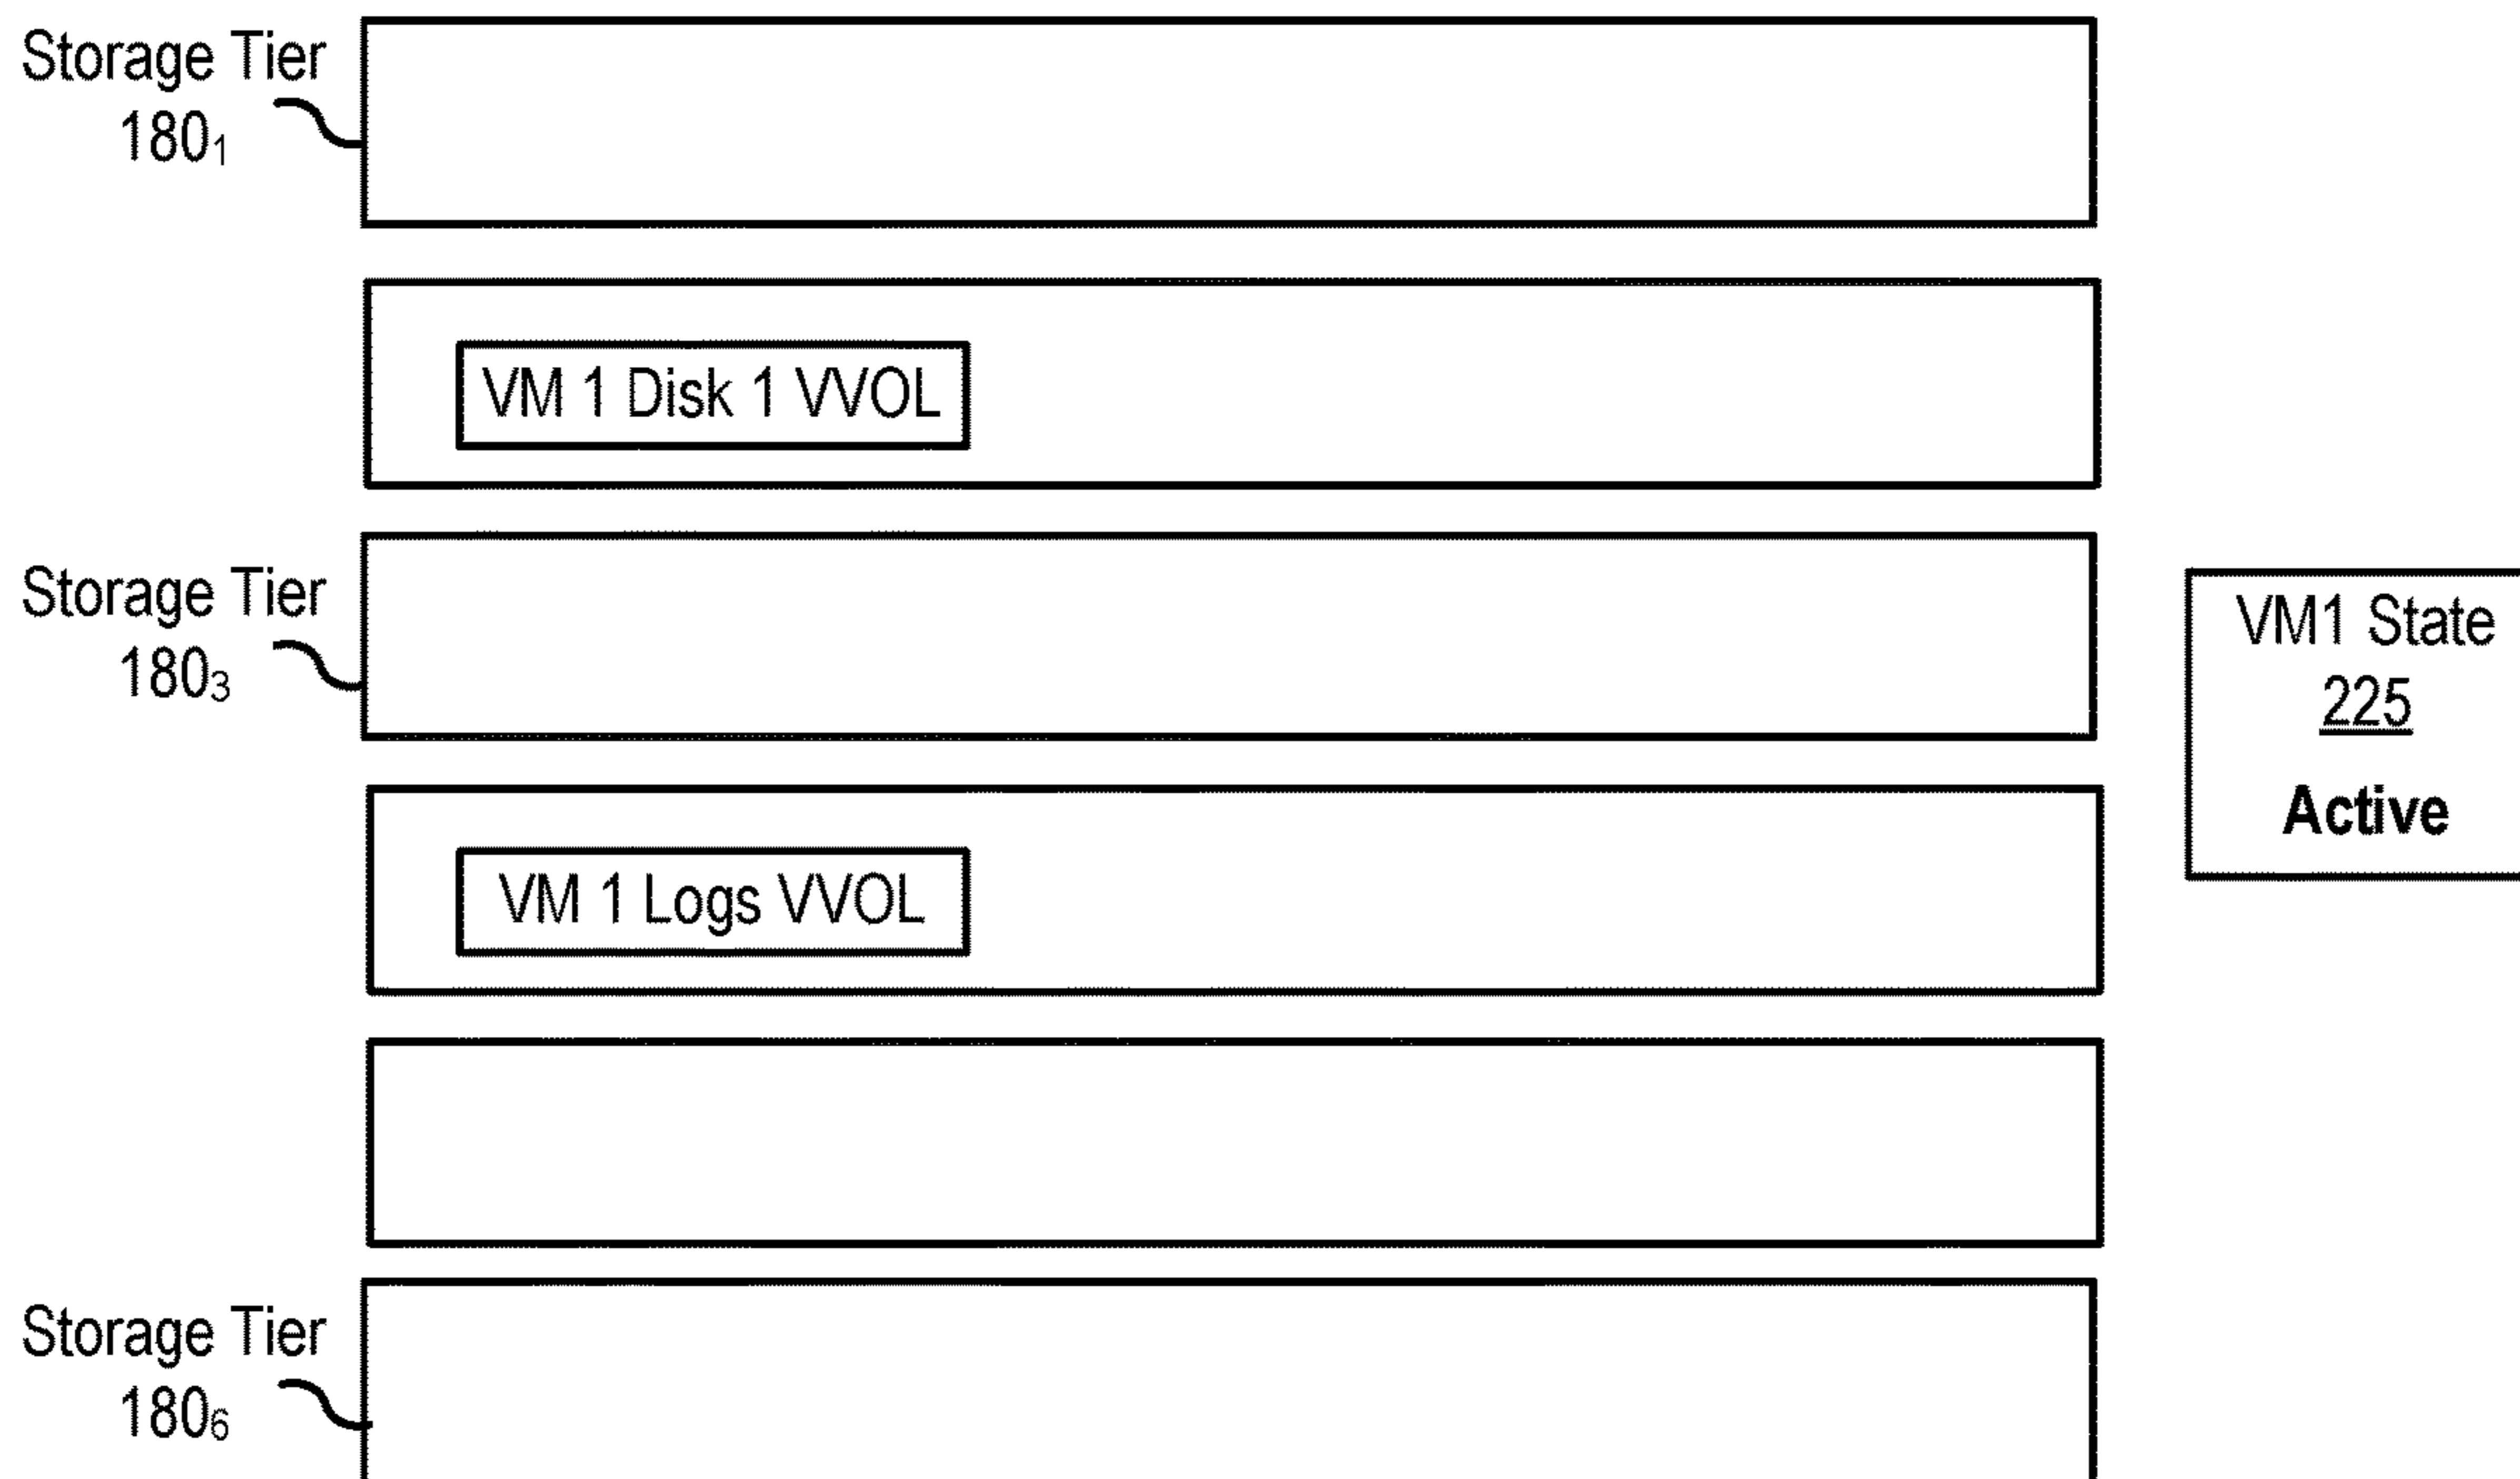 Storage Tier
180₁
VM 1 Disk 1 VVOL
Storage Tier
180₃
VM1 State
225
Active
VM 1 Logs VVOL
Storage Tier
180₆